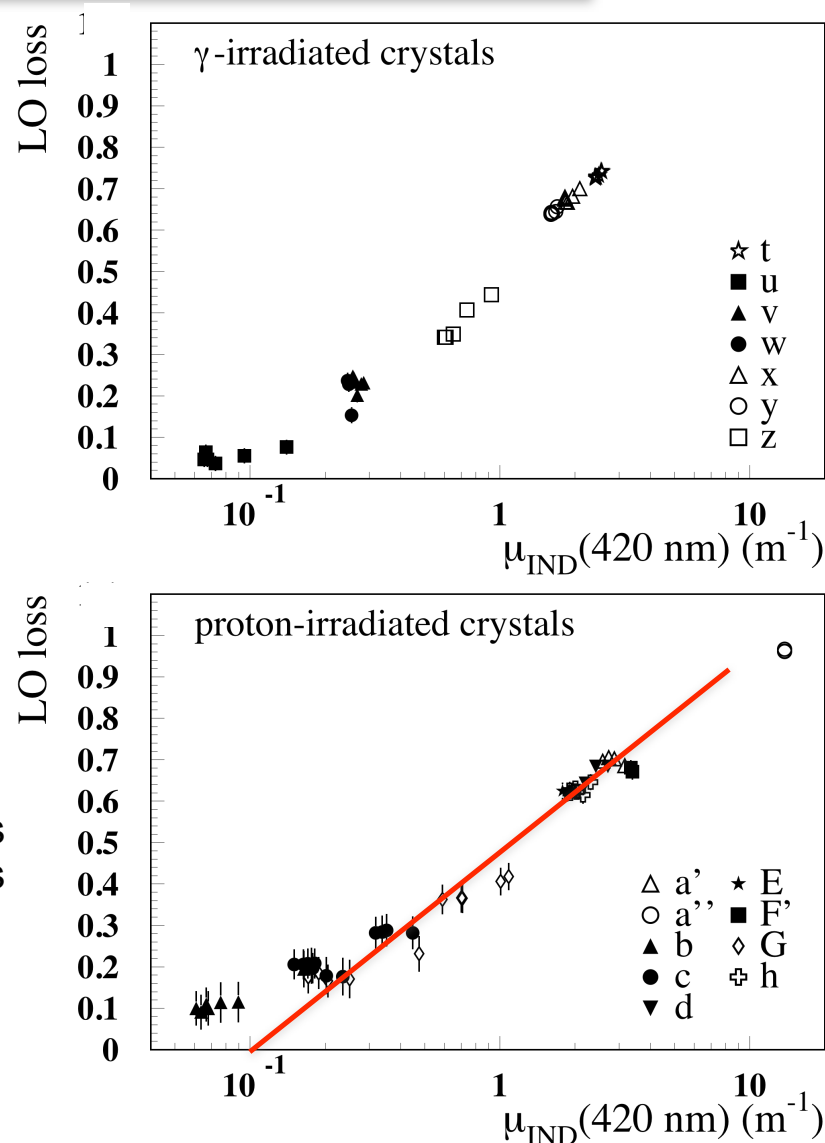 LO loss
γ-irradiated crystals
1
0.9
0.8
0.7
0.6
0.5
0.4
0.3
0.2
0.1
0
t
u
v
w
x
y
z
10⁻¹ 1 10
μ_IND(420 nm) (m⁻¹)
LO loss
proton-irradiated crystals
1
0.9
0.8
0.7
0.6
0.5
0.4
0.3
0.2
0.1
0
a’ E
a’’ F’
b G
c h
d
s
s
10⁻¹ 1 10
μ_IND(420 nm) (m⁻¹)